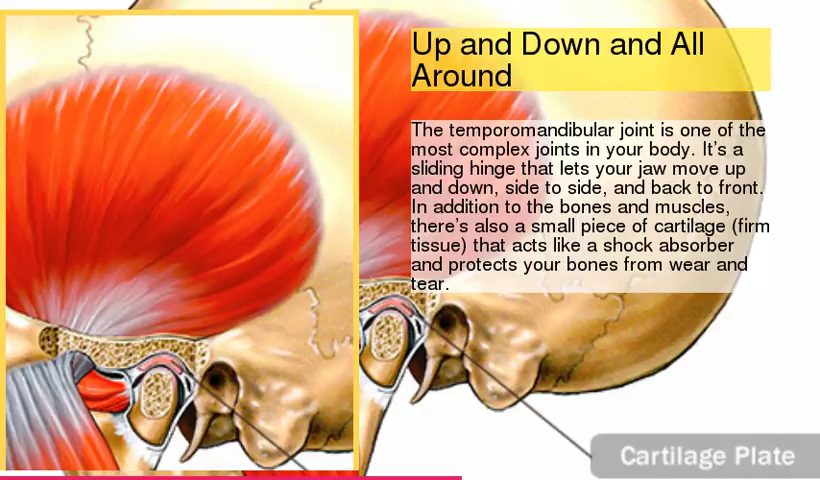 Up and Down and All
Around
The temporomandibular joint is one of the
most complex joints in your body. It’s a
sliding hinge that lets your jaw move up
and down, side to side, and back to front.
In addition to the bones and muscles,
there’s also a small piece of cartilage (firm
tissue) that acts like a shock absorber
and protects your bones from wear and
tear.
Cartilage Plate